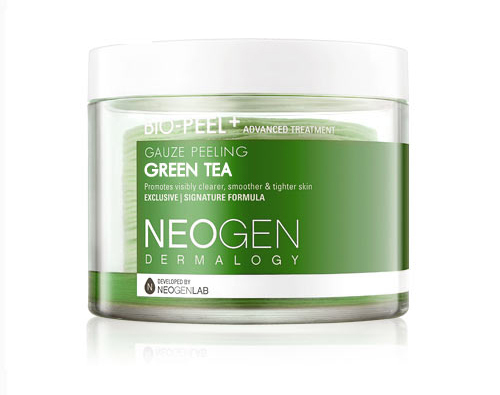 BIO-PEEL+ ADVANCED TREATMENT
GAUZE PEELING
GREEN TEA
Promotes visibly clearer, smoother & tighter skin
EXCLUSIVE | SIGNATURE FORMULA
NEOGEN
DERMALOGY
N
DEVELOPED BY
NEOGENLAB